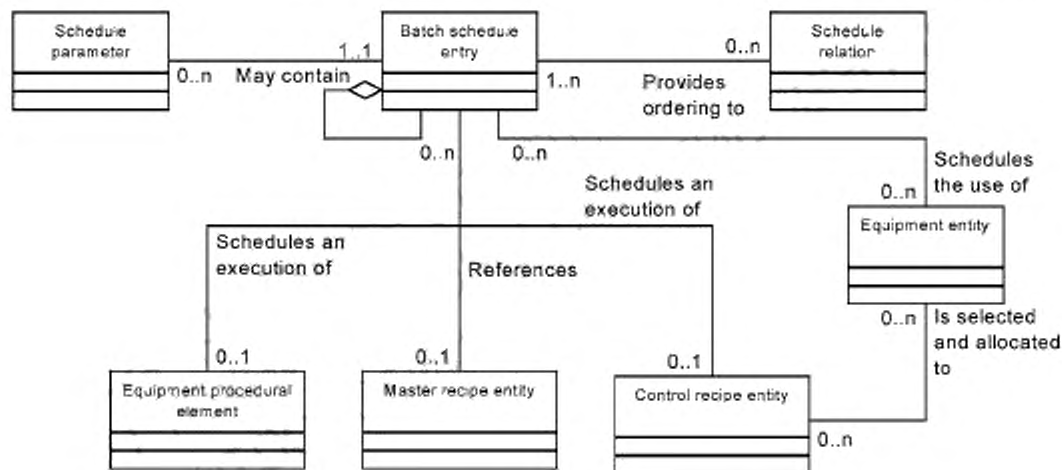 Schedule
parameter
Batch schedule
entry
Schedule
relation
0..n
May contain
1..1
1..n
Provides
ordering to
0..n
0..n
0..n
Schedules
the use of
0..n
Schedules an
execution of
Schedules an
execution of
References
Equipment entity
0..n
Is selected
and allocated
to
0..1
0..1
0..1
Equipment procedural
element
Master recipe entity
Control recipe entity
0..n